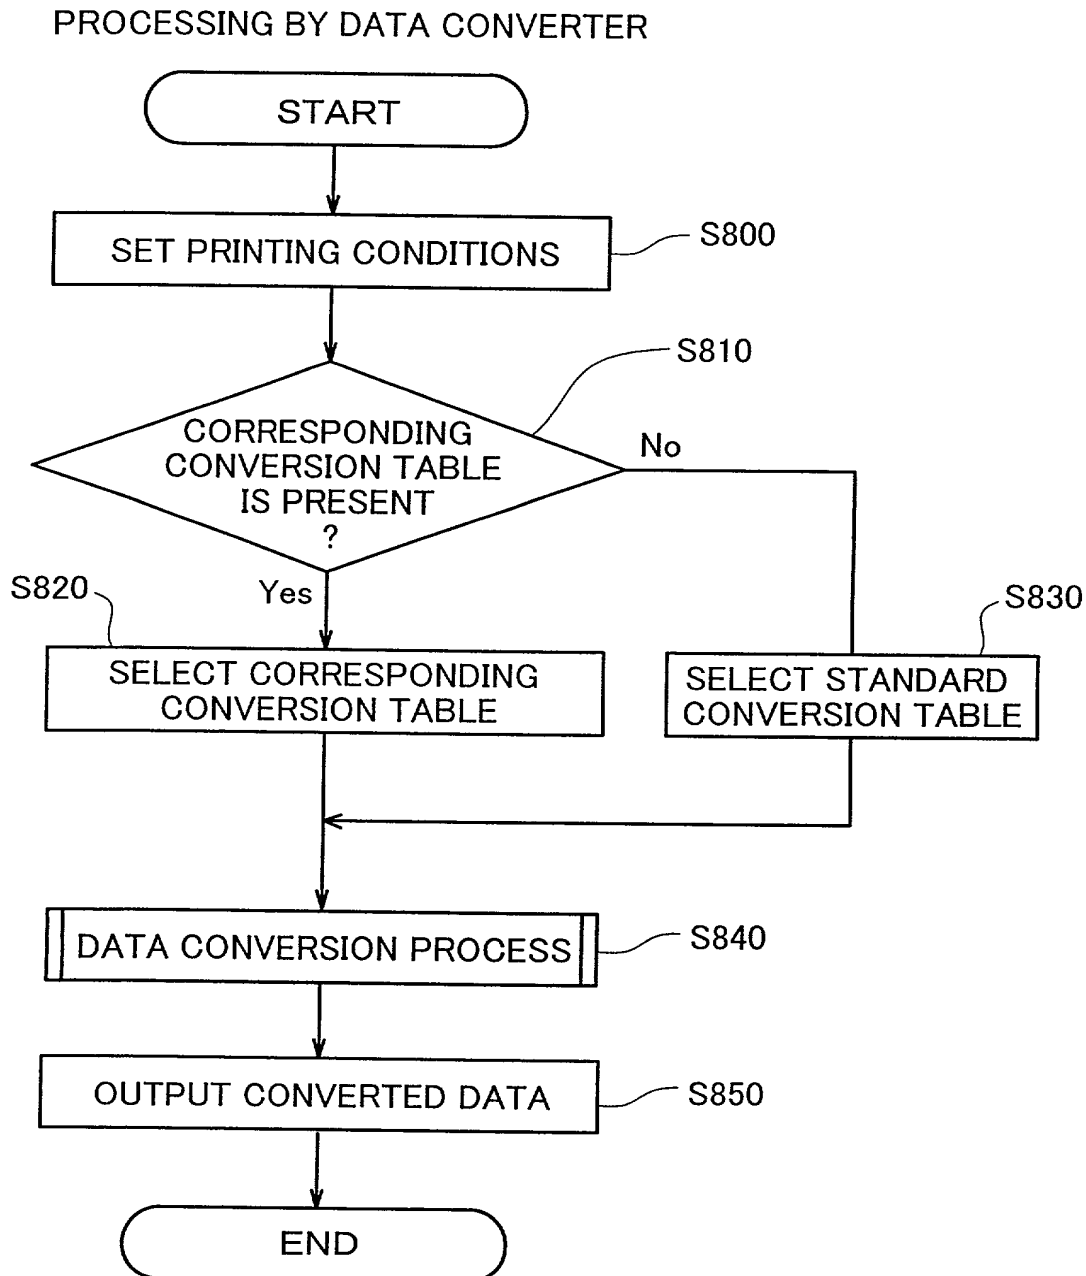 PROCESSING BY DATA CONVERTER
START
SET PRINTING CONDITIONS
S800
S810
CORRESPONDING
CONVERSION TABLE
IS PRESENT
?
No
Yes
S820
S830
SELECT CORRESPONDING
CONVERSION TABLE
SELECT STANDARD
CONVERSION TABLE
DATA CONVERSION PROCESS
S840
OUTPUT CONVERTED DATA
S850
END